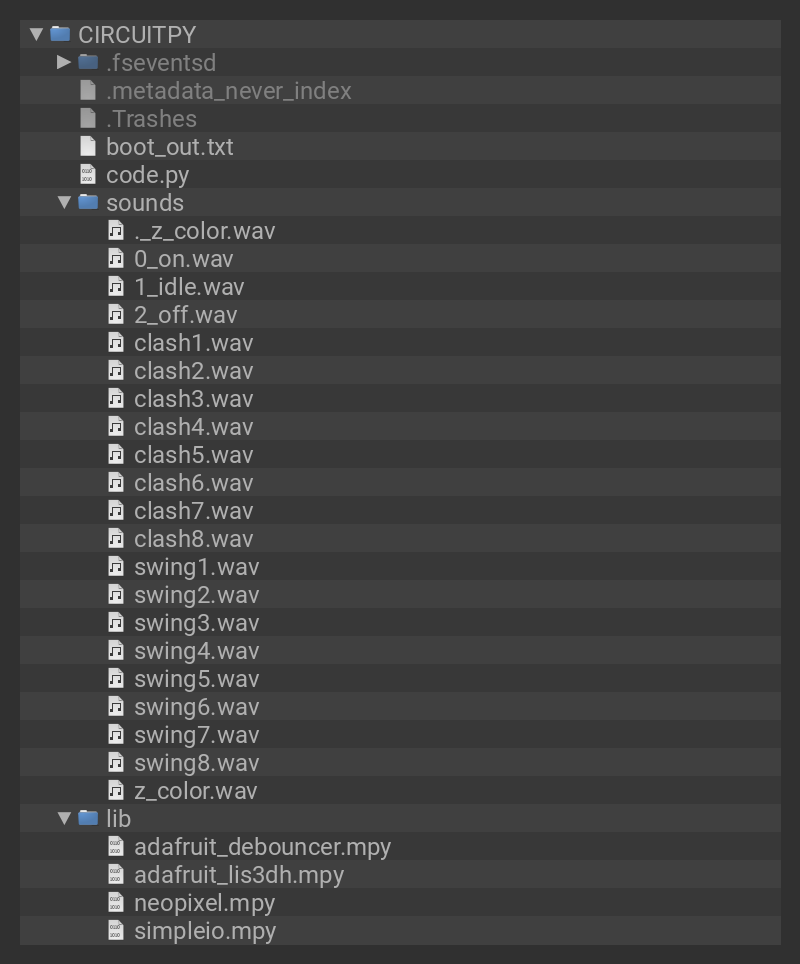 CIRCUITPY
.fseventsd
.metadata_never_index
.Trashes
boot_out.txt
code.py
sounds
._z_color.wav
0_on.wav
1_idle.wav
2_off.wav
clash1.wav
clash2.wav
clash3.wav
clash4.wav
clash5.wav
clash6.wav
clash7.wav
clash8.wav
swing1.wav
swing2.wav
swing3.wav
swing4.wav
swing5.wav
swing6.wav
swing7.wav
swing8.wav
z_color.wav
lib
adafruit_debouncer.mpy
adafruit_lis3dh.mpy
neopixel.mpy
simpleio.mpy